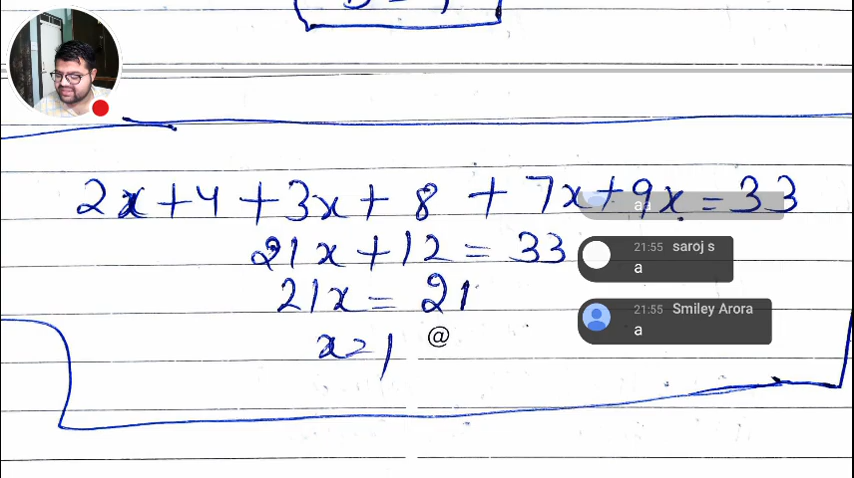 2x+4+3x+8+7x+9x=33
21x+12=33
21x=21
x=1 @
21:55 saroj s
a
21:55 Smiley Arora
a